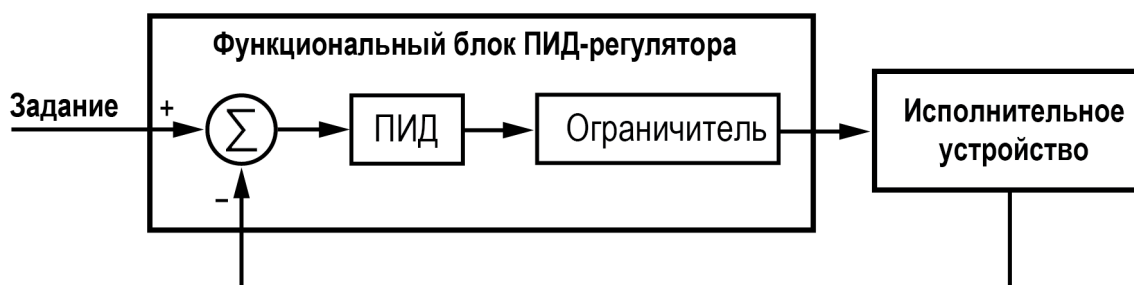 Функциональный блок ПИД-регулятора
Задание
+
Σ
ПИД
Ограничитель
Исполнительное
устройство
–